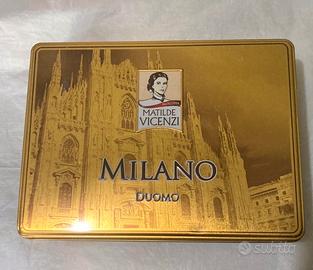 MATILDE
VICENZI
MILANO
DUOMO
subito